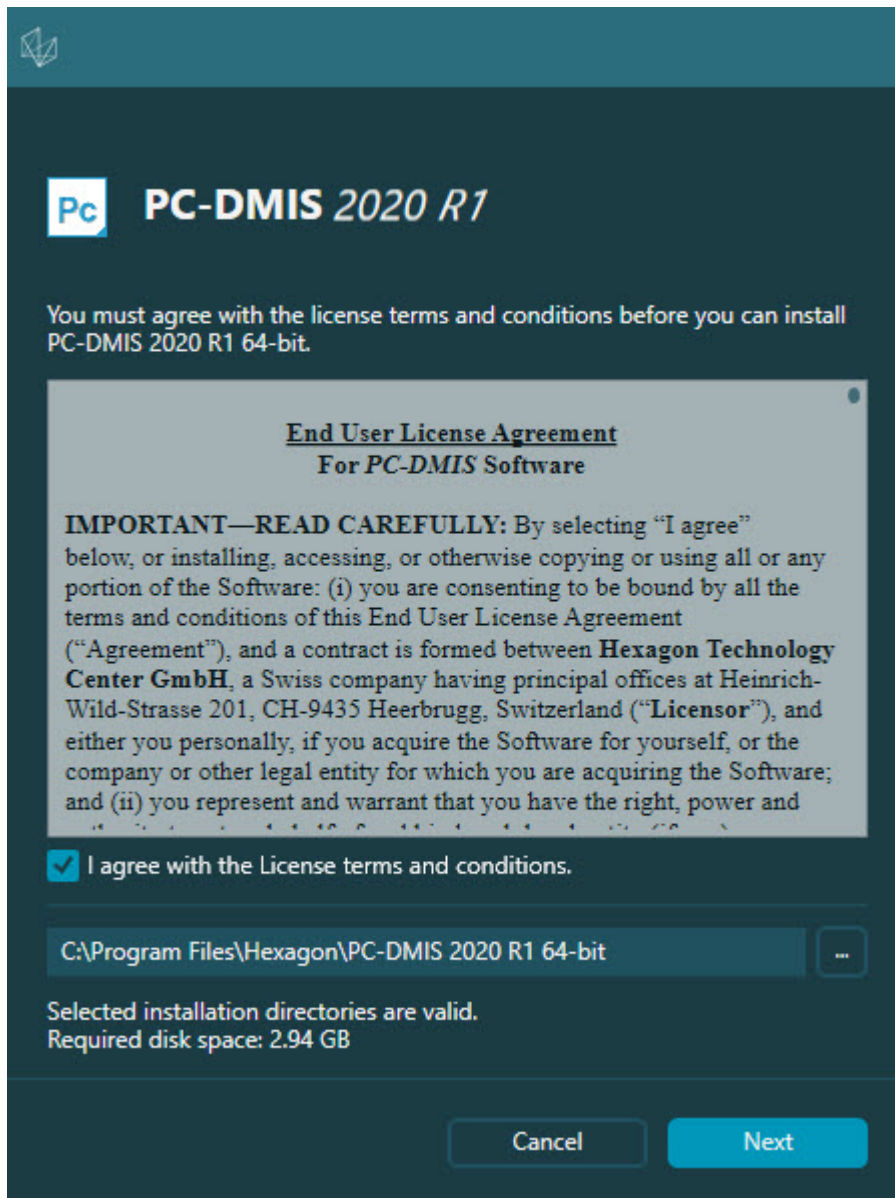 Pc
PC-DMIS 2020 R1
You must agree with the license terms and conditions before you can install
PC-DMIS 2020 R1 64-bit.
End User License Agreement
For PC-DMIS Software
IMPORTANT—READ CAREFULLY: By selecting “I agree”
below, or installing, accessing, or otherwise copying or using all or any
portion of the Software: (i) you are consenting to be bound by all the
terms and conditions of this End User License Agreement
(“Agreement”), and a contract is formed between Hexagon Technology
Center GmbH, a Swiss company having principal offices at Heinrich-
Wild-Strasse 201, CH-9435 Heerbrugg, Switzerland (“Licensor”), and
either you personally, if you acquire the Software for yourself, or the
company or other legal entity for which you are acquiring the Software;
and (ii) you represent and warrant that you have the right, power and
I agree with the License terms and conditions.
C:\Program Files\Hexagon\PC-DMIS 2020 R1 64-bit
...
Selected installation directories are valid.
Required disk space: 2.94 GB
Cancel
Next